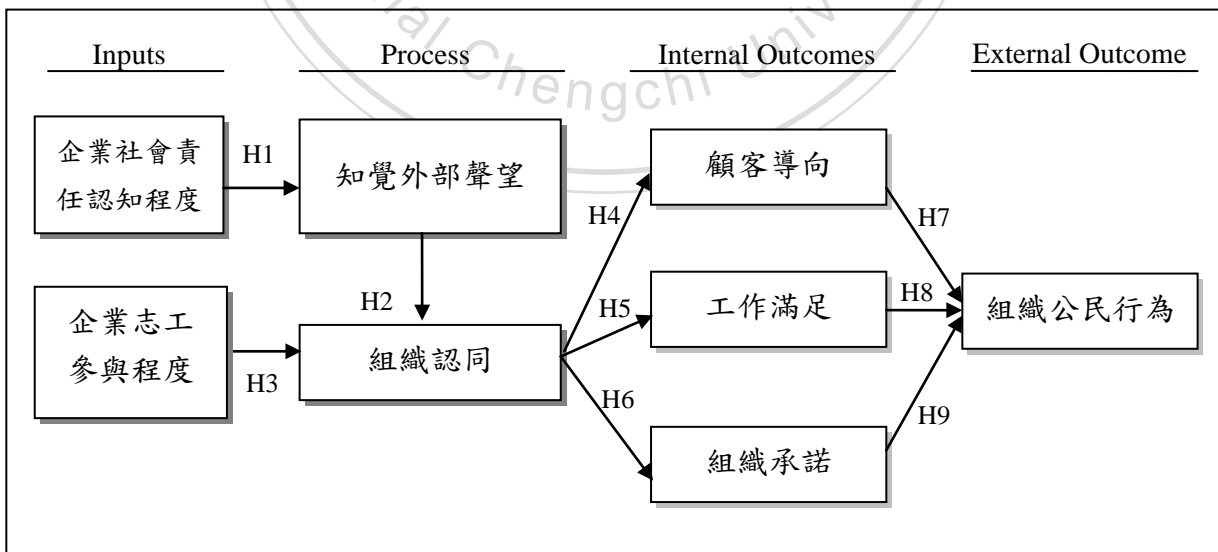 nal Chengchi Univ
Inputs
Process
Internal Outcomes
External Outcome
企業社會責
任認知程度
H1
知覺外部聲望
H2
企業志工
參與程度
H3
組織認同
H4
H5
H6
顧客導向
工作滿足
組織承諾
H7
H8
H9
組織公民行為